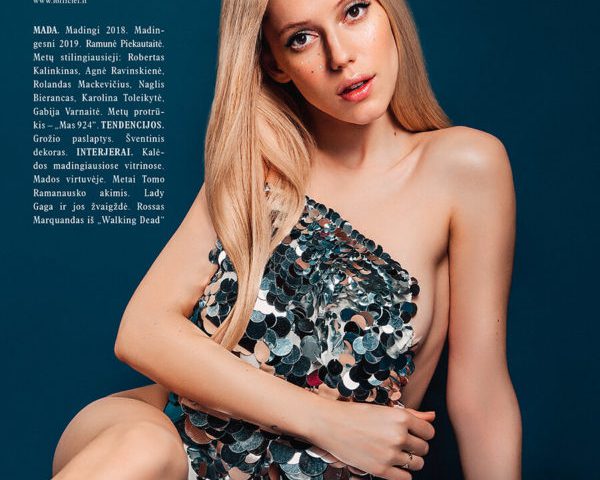 www.lofficiel.lt
MADA. Madingi 2018. Madin-
gesni 2019. Ramunė Piekautaitė.
Metų stilingiausieji: Robertas
Kalinkinas, Agnė Ravinskienė,
Rolandas Mackevičius, Naglis
Bierancas, Karolina Toleikytė,
Gabija Varnaitė. Metų protrū-
kis – „Mas 924“. TENDENCIJOS.
Grožio paslaptys. Šventinis
dekoras. INTERJERAI. Kalė-
dos madingiausiose vitrinose.
Mados virtuvėje. Metai Tomo
Ramanausko akimis. Lady
Gaga ir jos žvaigždė. Rossas
Marquandas iš „Walking Dead“